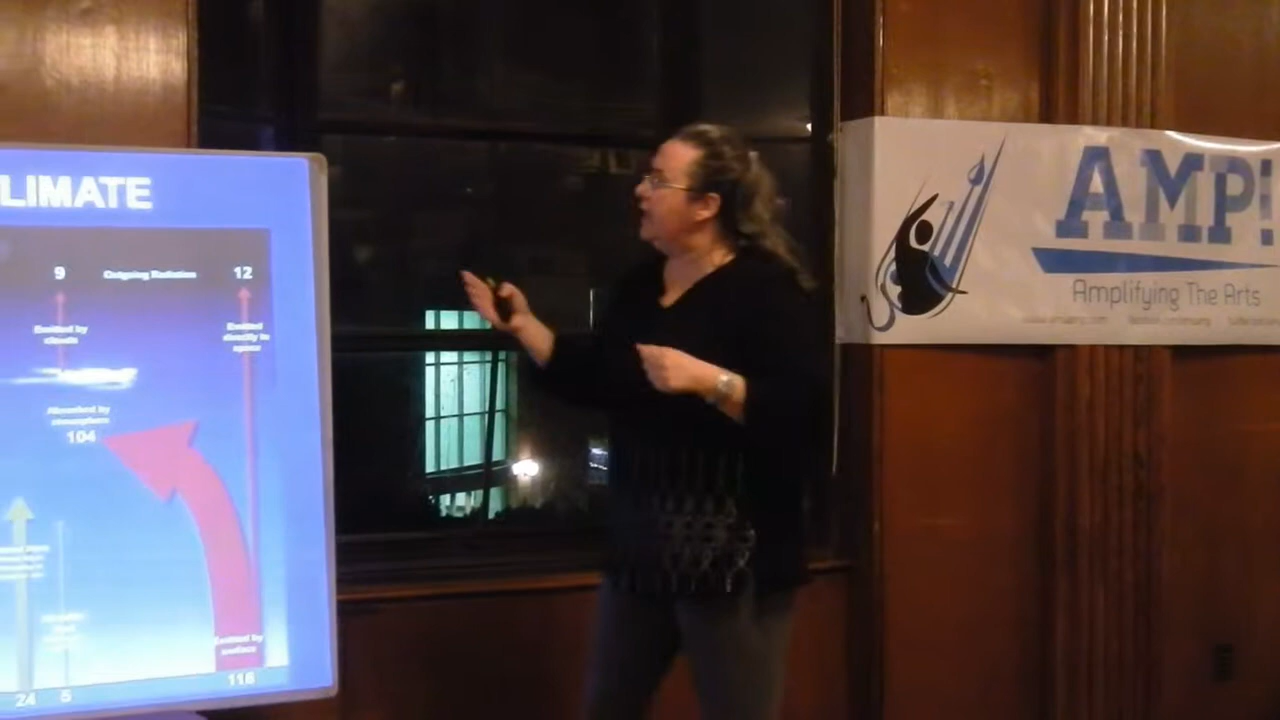 LIMATE
9 Outgoing Radiation 12
Emitted by
clouds
Emitted
directly to
space
Absorbed by
atmosphere
104
Emitted by
surface
116
24 5
AMP!
Amplifying The Arts